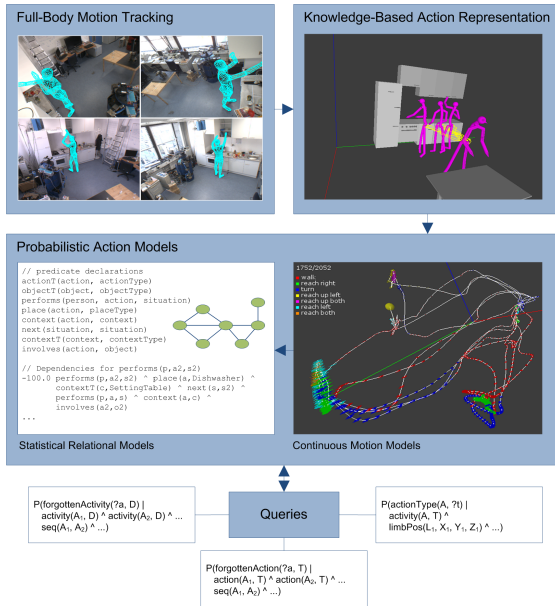 Full-Body Motion Tracking
Knowledge-Based Action Representation
Probabilistic Action Models
// predicate declarations
actionT(action, actionType)
objectT(object, objectType)
performs(person, action, situation)
place(action, placeType)
context(action, context)
next(situation, situation)
contextT(context, contextType)
involves(action, object)
// Dependencies for performs(p,a2,s2)
-100.0 performs(p,a2,s2) ^ place(a,Dishwasher) ^
contextT(c,SettingTable) ^ next(s,s2) ^
performs(p,a,s) ^ context(a,c) ^
involves(a2,o2)
...
Statistical Relational Models
1752/2052
walk
reach right
turn
reach up left
reach up both
reach left
reach both
Continuous Motion Models
P(forgottenActivity(?a, D) |
activity(A₁, D) ^ activity(A₂, D) ^ ...
seq(A₁, A₂) ^ ...)
Queries
P(actionType(A, ?t) |
activity(A, T) ^
limbPos(L₁, X₁, Y₁, Z₁) ^ ...)
P(forgottenAction(?a, T) |
action(A₁, T) ^ action(A₂, T) ^ ...
seq(A₁, A₂) ^ ...)